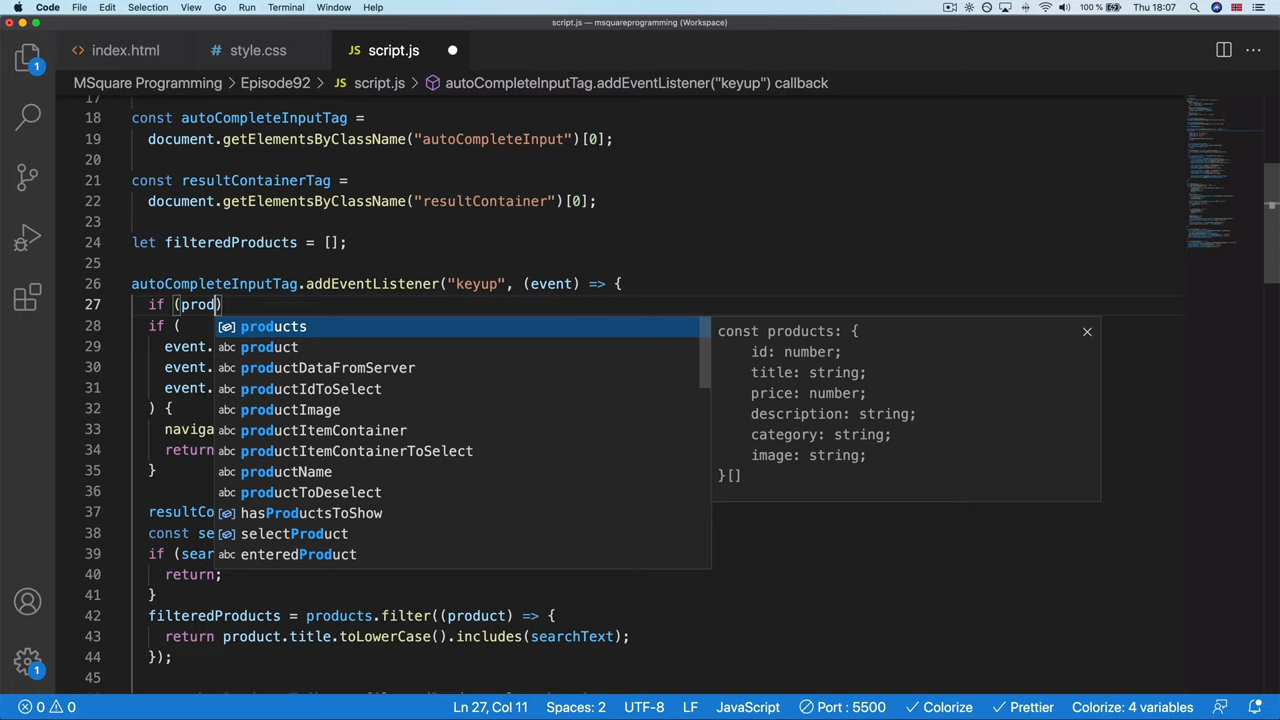 Code File Edit Selection View Go Run Terminal Window Help 100 % Thu 18:07
script.js — msquareprogramming (Workspace)
index.html # style.css JS script.js
MSquare Programming > Episode92 > JS script.js > autoCompleteInputTag.addEventListener("keyup") callback
17
18 const autoCompleteInputTag =
19 document.getElementsByClassName("autoCompleteInput")[0];
20
21 const resultContainerTag =
22 document.getElementsByClassName("resultContainer")[0];
23
24 let filteredProducts = [];
25
26 autoCompleteInputTag.addEventListener("keyup", (event) => {
27 if (prod)
28 if (
29 event.
30 event.
31 event.
32 ) {
33 naviga
34 return
35 }
36
37 resultCo
38 const se
39 if (sear
40 return;
41 }
42 filteredProducts = products.filter((product) => {
43 return product.title.toLowerCase().includes(searchText);
44 });
products
abc product
abc productDataFromServer
abc productIdToSelect
abc productImage
abc productItemContainer
abc productItemContainerToSelect
abc productName
abc productToDeselect
hasProductsToShow
selectProduct
abc enteredProduct
const products: {
id: number;
title: string;
price: number;
description: string;
category: string;
image: string;
}[]
1
1
0 0 Ln 27, Col 11 Spaces: 2 UTF-8 LF JavaScript Port : 5500 Colorize Prettier Colorize: 4 variables